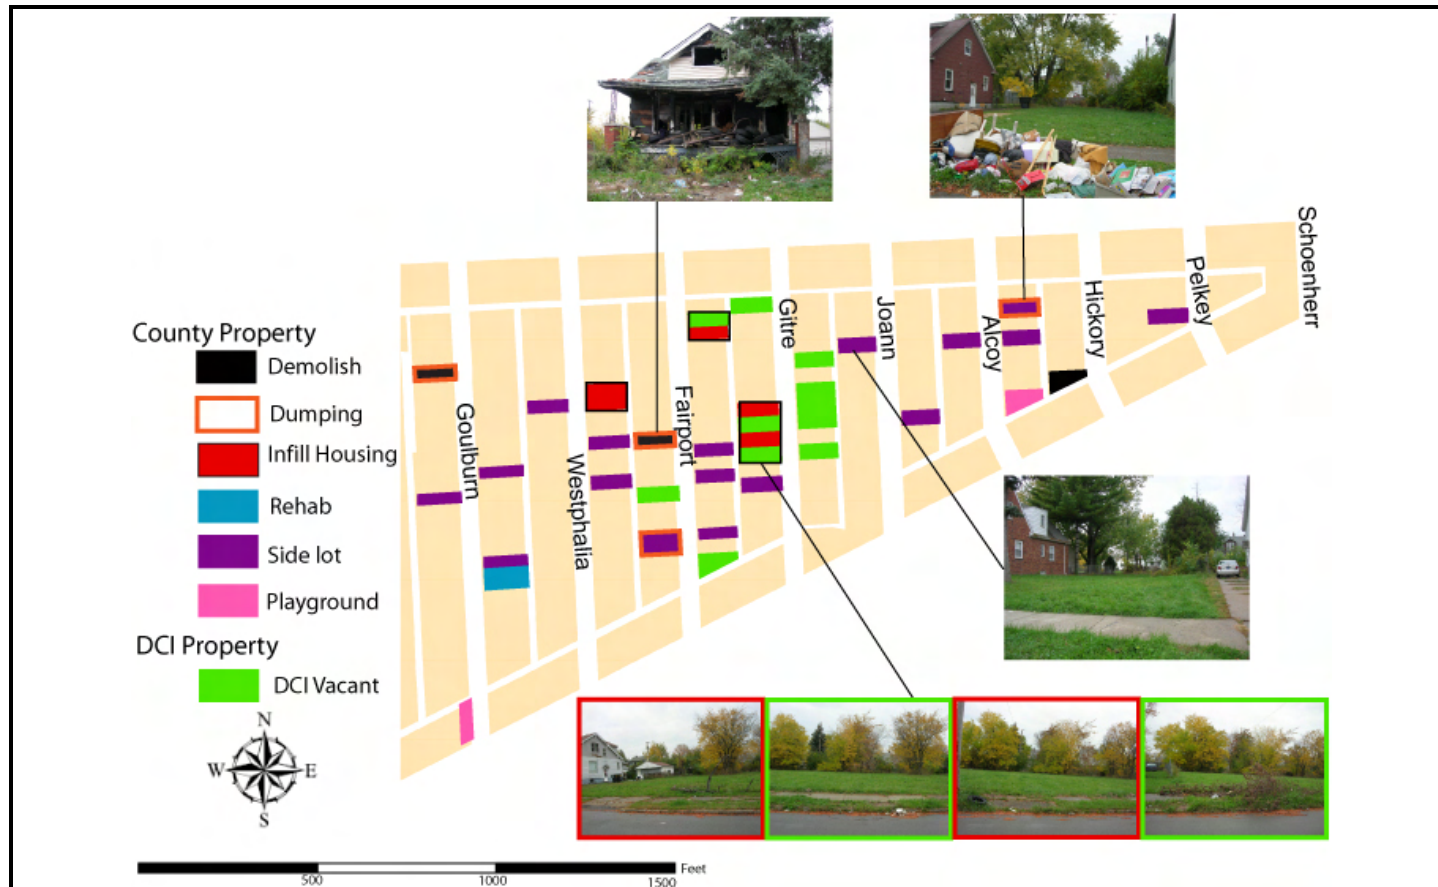 County Property
Demolish
Dumping
Infill Housing
Rehab
Side lot
Playground
DCI Property
DCI Vacant
N
W
E
S
500
1000
1500
Feet
Goulburn
Westphalia
Fairport
Gitre
Joann
Alcoy
Hickory
Pelkey
Schoenherr